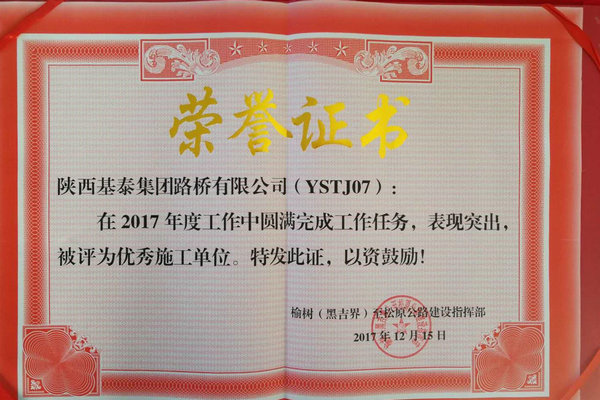 荣誉证书
陕西基泰集团路桥有限公司（YSTJ07）：
在2017年度工作中圆满完成工作任务，表现突出，
被评为优秀施工单位。特发此证，以资鼓励！
榆树（黑吉界）至松原公路建设指挥部
2017年12月15日